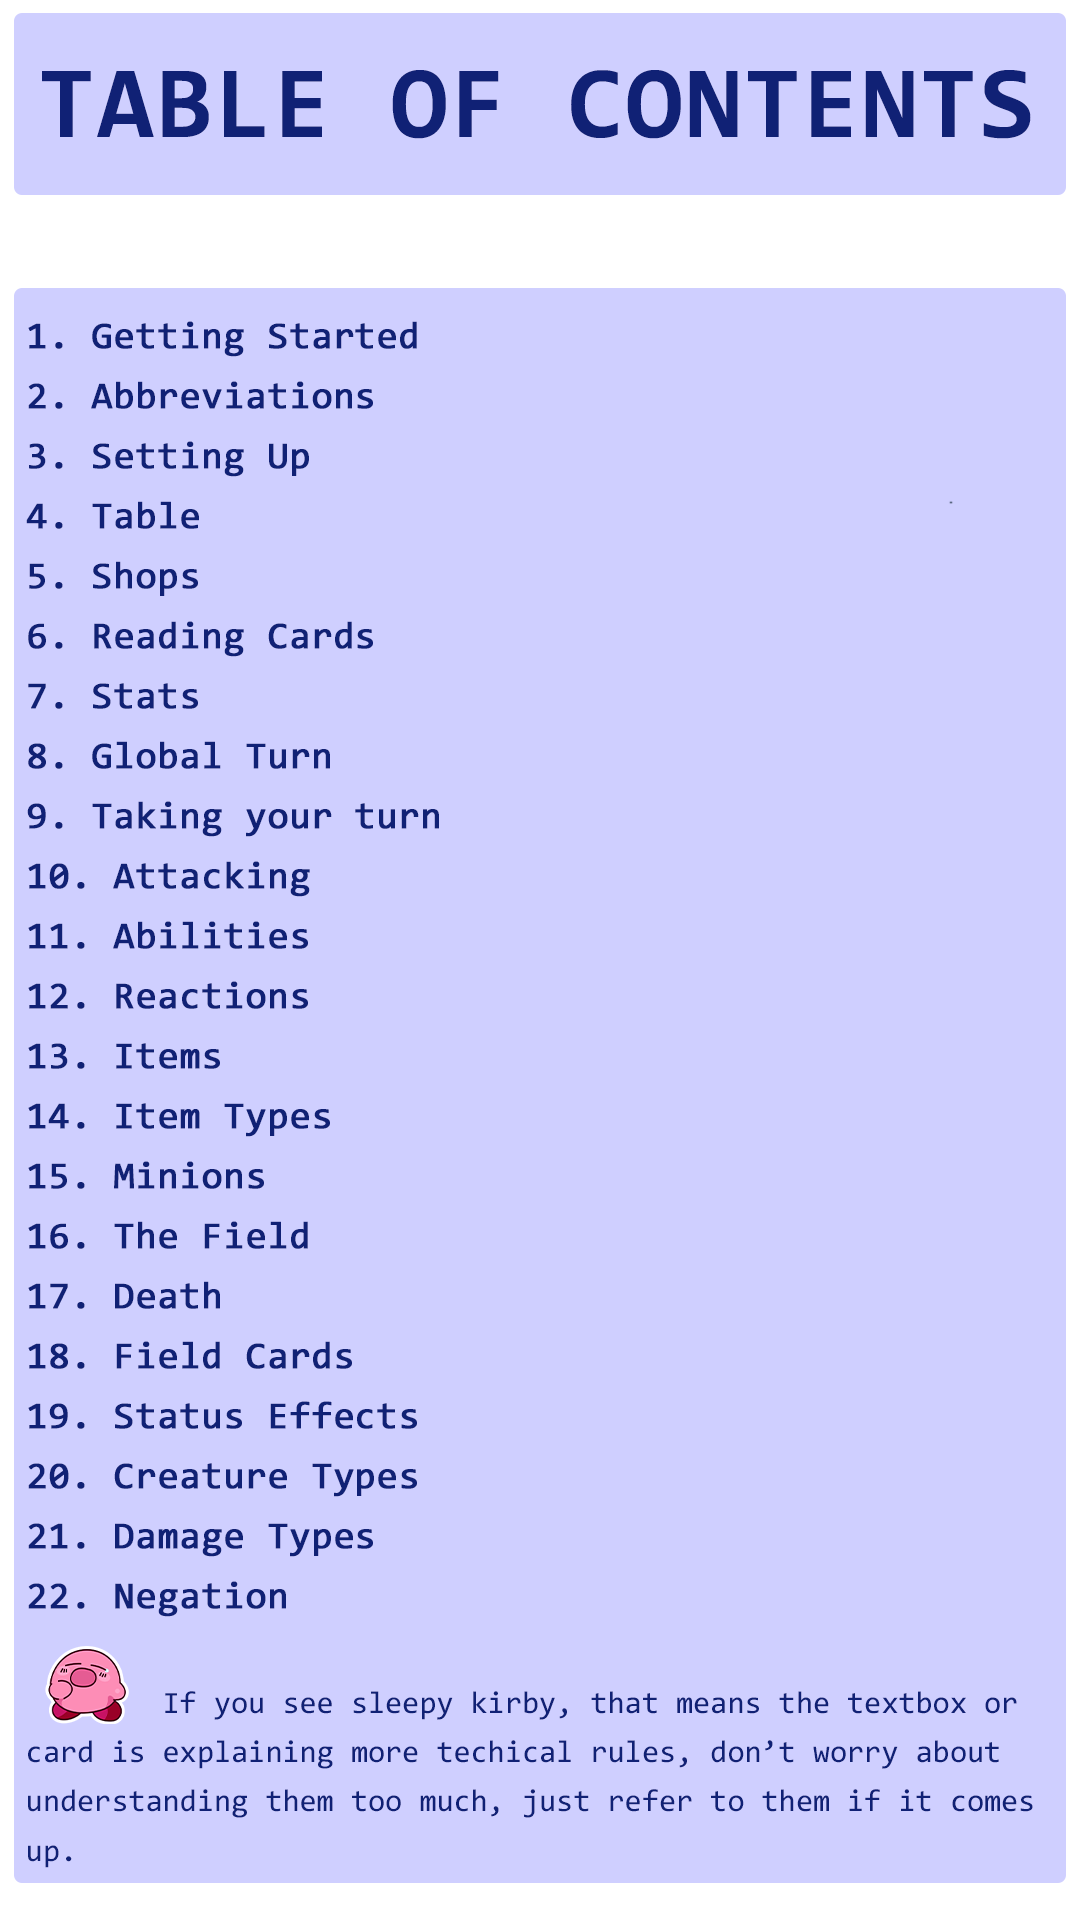 TABLE OF CONTENTS
1. Getting Started
2. Abbreviations
3. Setting Up
4. Table
5. Shops
6. Reading Cards
7. Stats
8. Global Turn
9. Taking your turn
10. Attacking
11. Abilities
12. Reactions
13. Items
14. Item Types
15. Minions
16. The Field
17. Death
18. Field Cards
19. Status Effects
20. Creature Types
21. Damage Types
22. Negation
If you see sleepy kirby, that means the textbox or
card is explaining more techical rules, don’t worry about
understanding them too much, just refer to them if it comes
up.